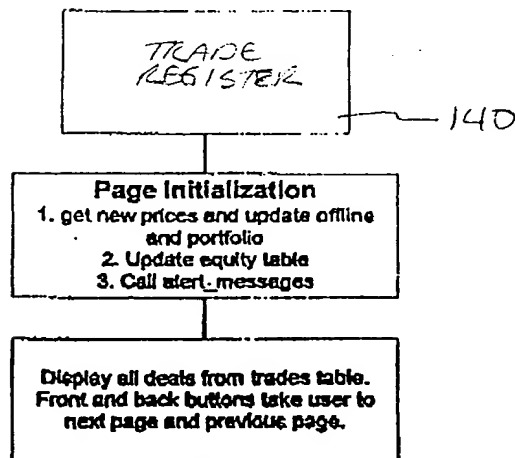 TRADE
REGISTER
140
Page Initialization
1. get new prices and update offline
and portfolio
2. Update equity table
3. Call alert_messages
Display all deals from trades table.
Front and back buttons take user to
next page and previous page.